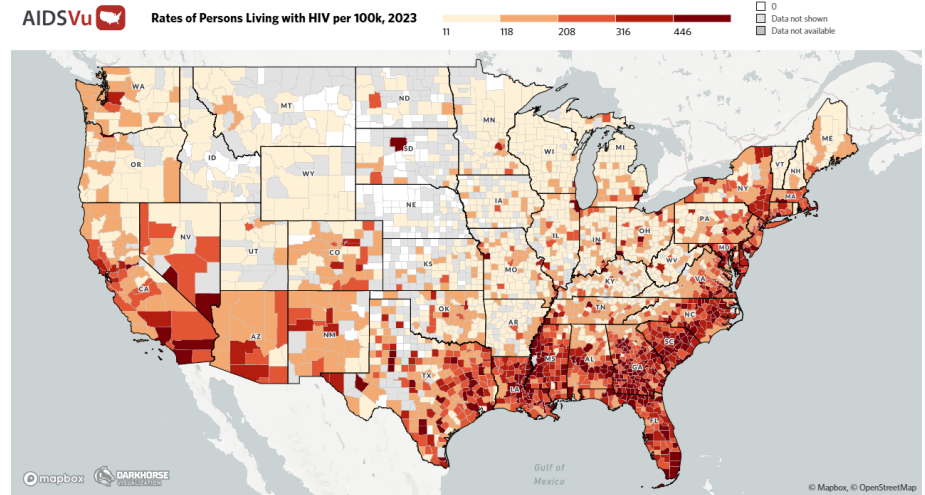 AIDSVu
Rates of Persons Living with HIV per 100k, 2023
11 118 208 316 446
0
Data not shown
Data not available
WA
MT
ND
MN
ME
OR
ID
SD
WI
MI
VT
NH
WY
NY
MA
NE
IA
PA
NV
UT
CO
IL
IN
OH
MD
CA
KS
MO
WV
VA
KY
AZ
NM
OK
TN
NC
AR
SC
MS
AL
GA
TX
LA
FL
Gulf of
Mexico
mapbox
DARKHORSE
VISUALIZATION
© Mapbox, © OpenStreetMap